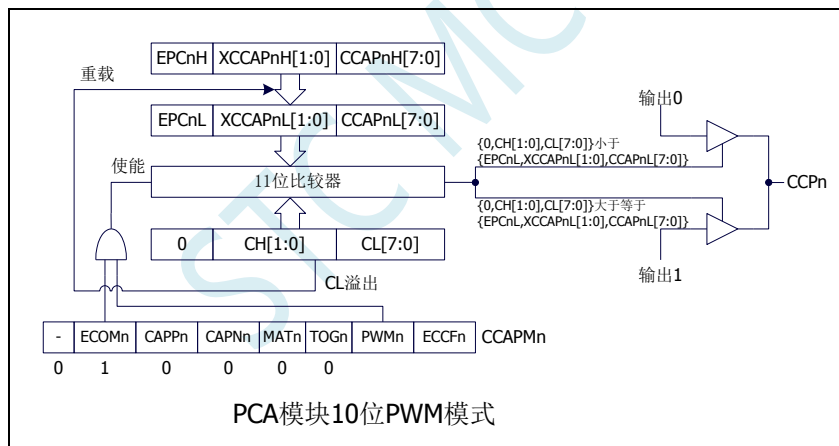 EPCnH XCCAPnH[1:0] CCAPnH[7:0]
重载
EPCnL XCCAPnL[1:0] CCAPnL[7:0]
输出0
使能
{0,CH[1:0],CL[7:0]}小于
{EPCnL,XCCAPnL[1:0],CCAPnL[7:0]}
11位比较器
CCPn
{0,CH[1:0],CL[7:0]}大于等于
{EPCnL,XCCAPnL[1:0],CCAPnL[7:0]}
0 CH[1:0] CL[7:0]
CL溢出
输出1
- ECOMn CAPPn CAPNn MATn TOGn PWMn ECCFn CCAPMn
0 1 0 0 0 0
PCA模块10位PWM模式
STC MC